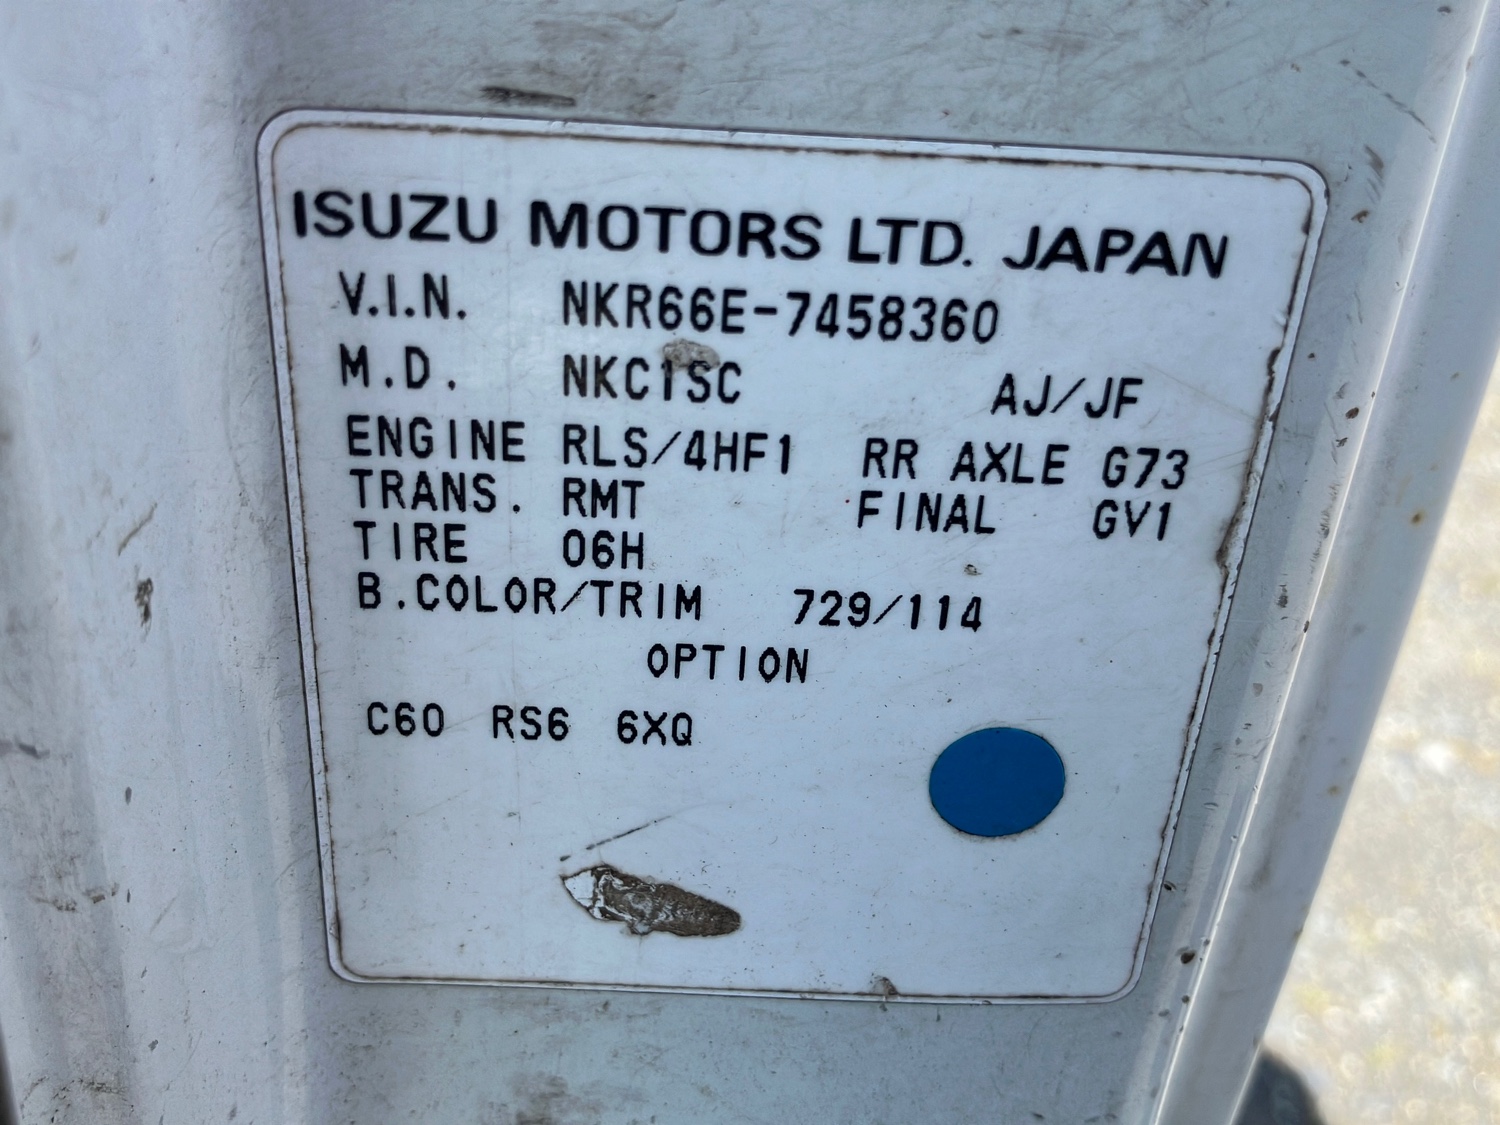 ISUZU MOTORS LTD. JAPAN
V.I.N. NKR66E-7458360
M.D. NKC1SC AJ/JF
ENGINE RLS/4HF1 RR AXLE G73
TRANS. RMT FINAL GV1
TIRE 06H
B.COLOR/TRIM 729/114
OPTION
C60 RS6 6XQ